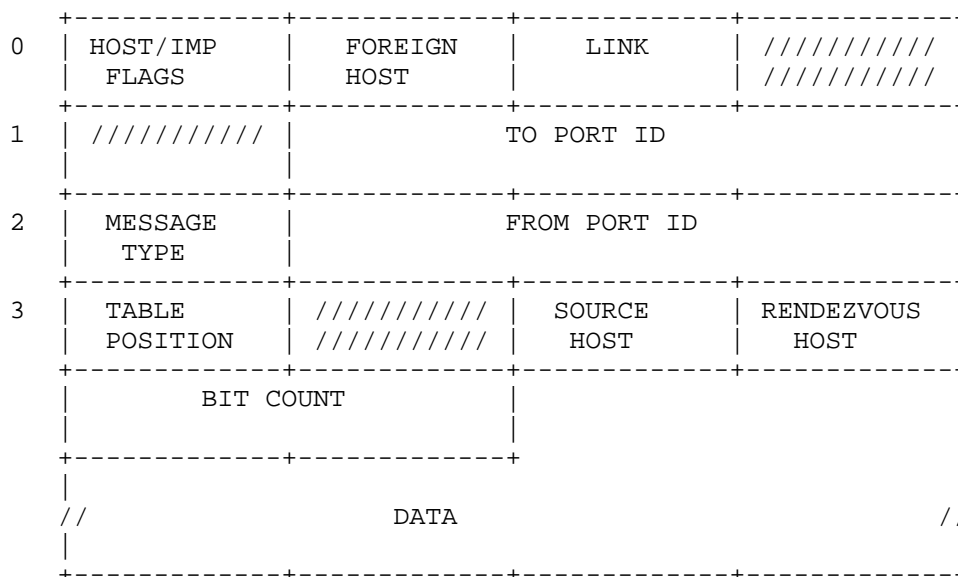 +-------------+-------------+-------------+-------------
0 | HOST/IMP | FOREIGN | LINK | ///////////
| FLAGS | HOST | | ///////////
+-------------+-------------+-------------+-------------
1 | /////////// | TO PORT ID
| |
+-------------+-------------+-------------+-------------
2 | MESSAGE | FROM PORT ID
| TYPE |
+-------------+-------------+-------------+-------------
3 | TABLE | /////////// | SOURCE | RENDEZVOUS
| POSITION | /////////// | HOST | HOST
+-------------+-------------+-------------+-------------
| BIT COUNT |
| |
+-------------+-------------+
|
// DATA //
|
+-------------+-------------+-------------+-------------